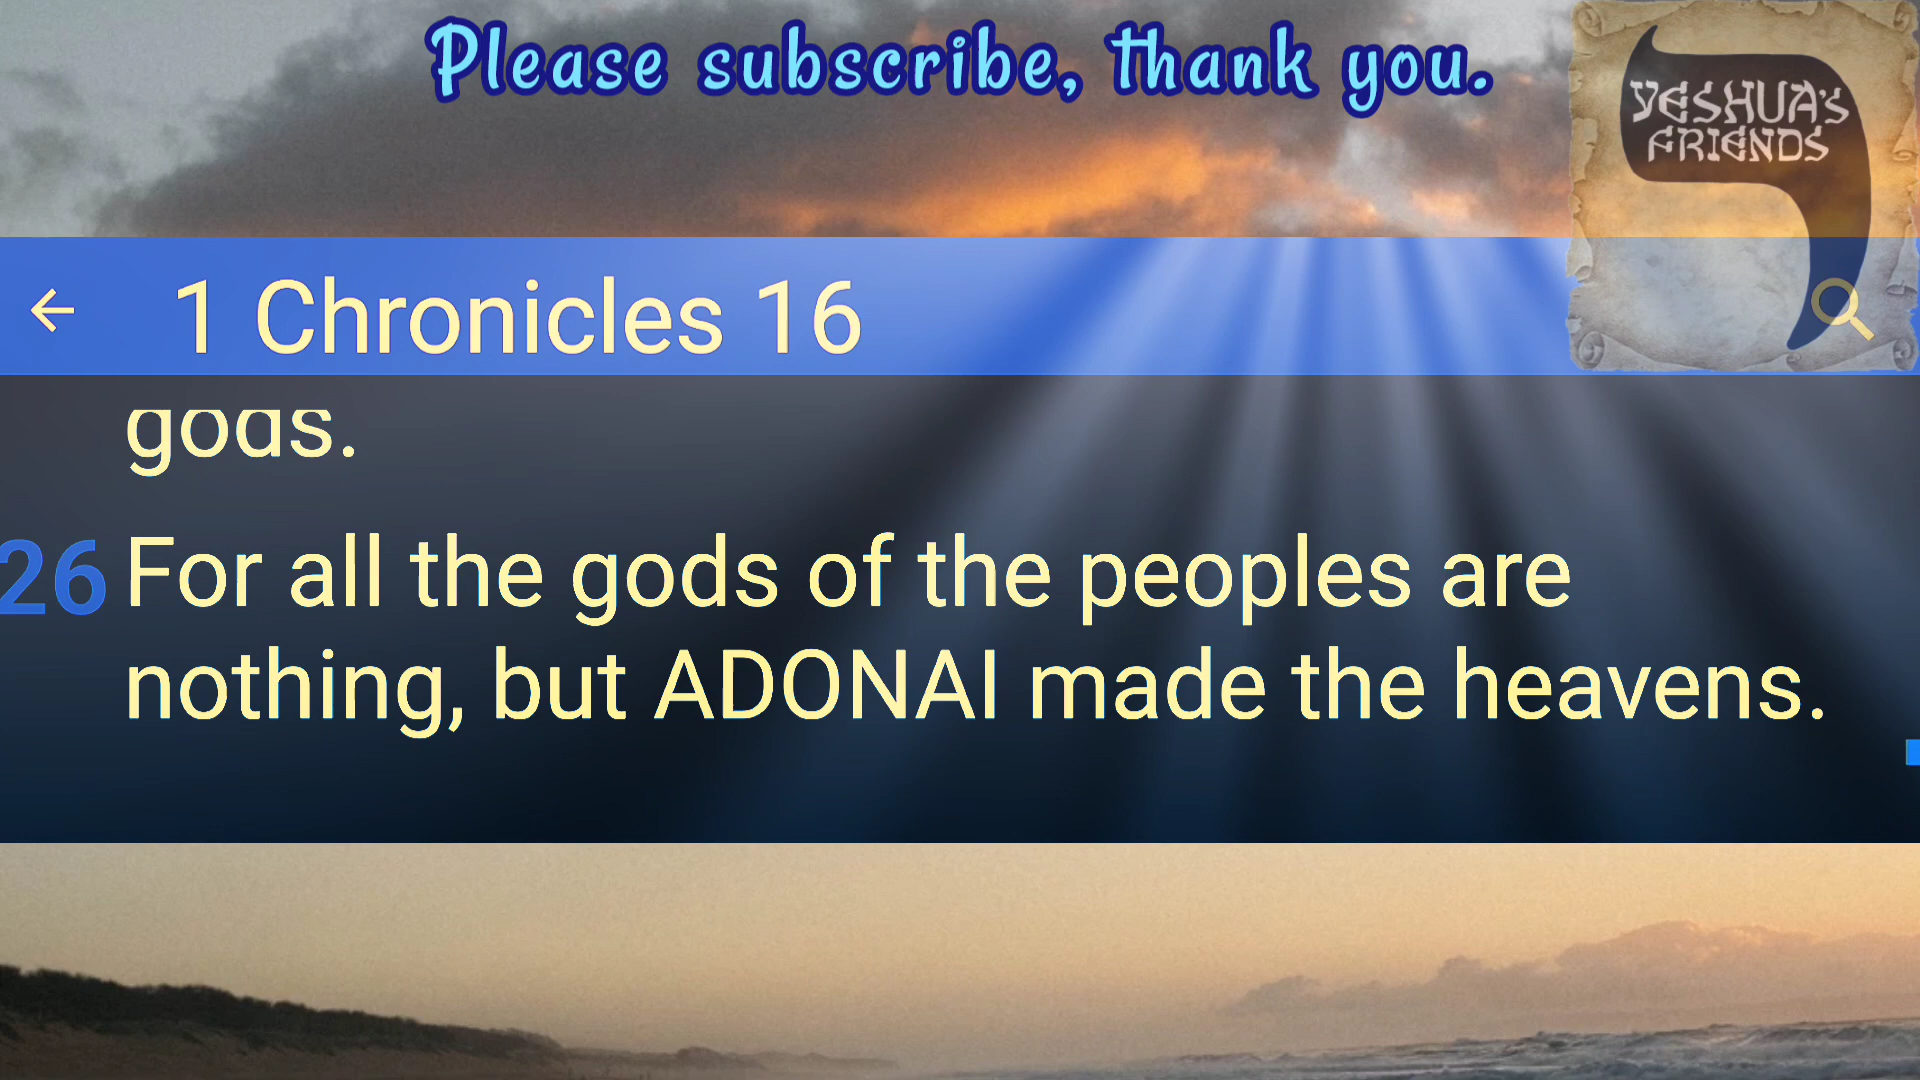 Please subscribe, thank you.
YESHUA'S
FRIENDS
1 Chronicles 16
gods.
26 For all the gods of the peoples are
nothing, but ADONAI made the heavens.